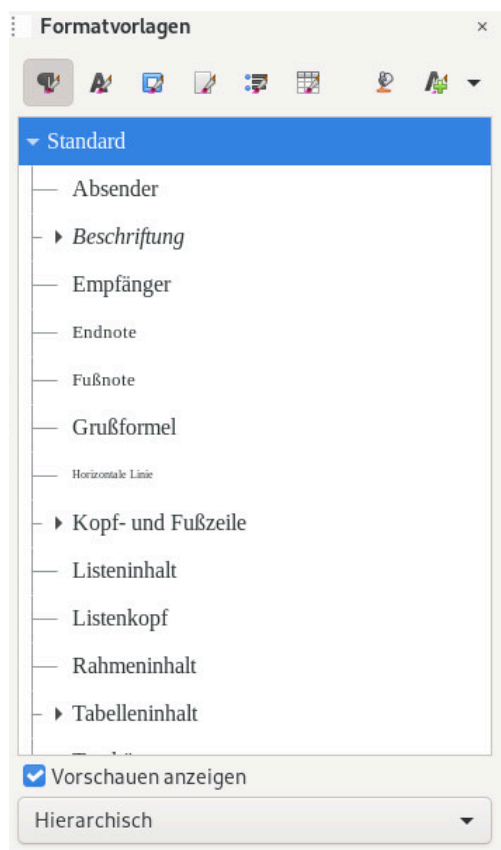 Formatvorlagen
Standard
Absender
Beschriftung
Empfänger
Endnote
Fußnote
Grußformel
Horizontale Linie
Kopf- und Fußzeile
Listeninhalt
Listenkopf
Rahmeninhalt
Tabelleninhalt
Vorschauen anzeigen
Hierarchisch